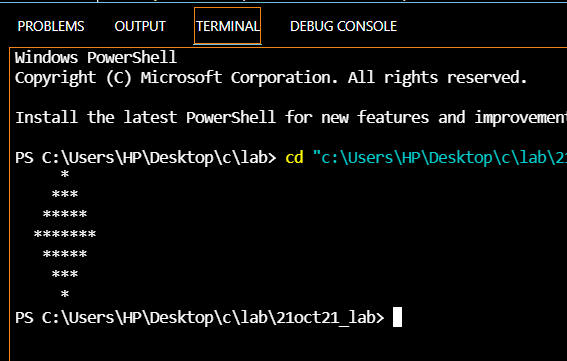 PROBLEMS OUTPUT TERMINAL DEBUG CONSOLE
Windows PowerShell
Copyright (C) Microsoft Corporation. All rights reserved.
Install the latest PowerShell for new features and improvemen
PS C:\Users\HP\Desktop\c\lab> cd "c:\Users\HP\Desktop\c\lab\21
     *
    ***
   *****
  *******
   *****
    ***
     *
PS C:\Users\HP\Desktop\c\lab\21oct21_lab>